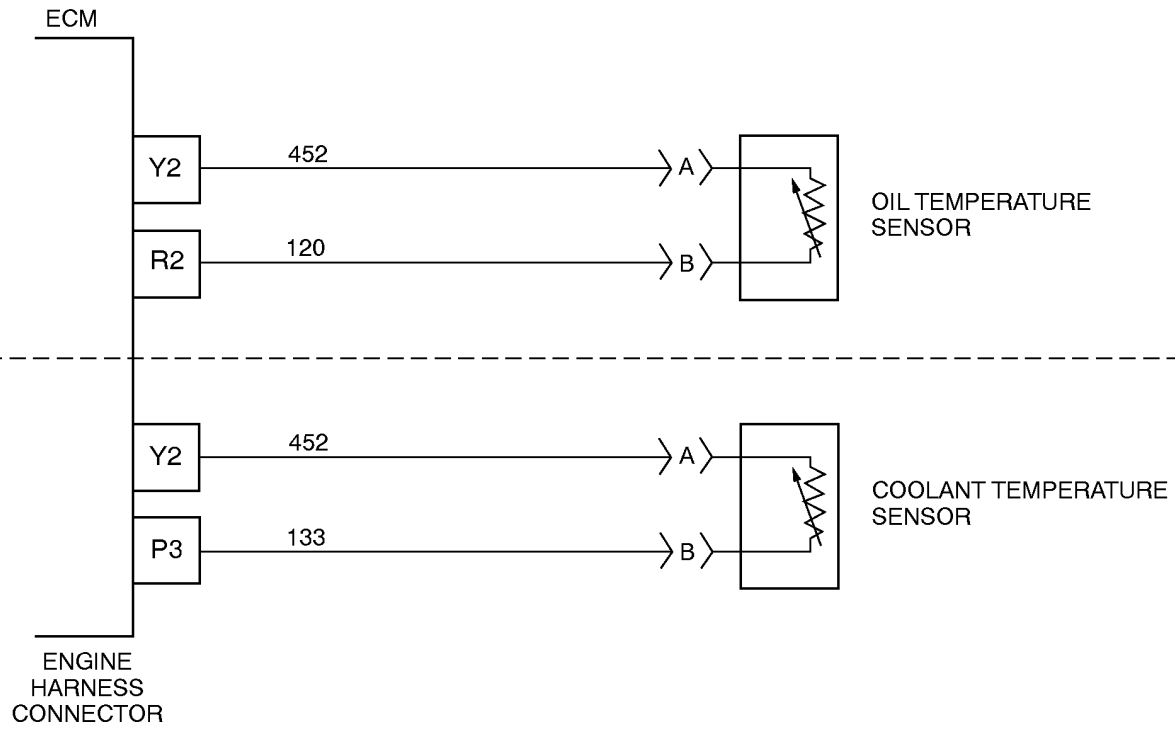 ECM
Y2
452
A
R2
120
B
OIL TEMPERATURE
SENSOR
Y2
452
A
P3
133
B
COOLANT TEMPERATURE
SENSOR
ENGINE
HARNESS
CONNECTOR